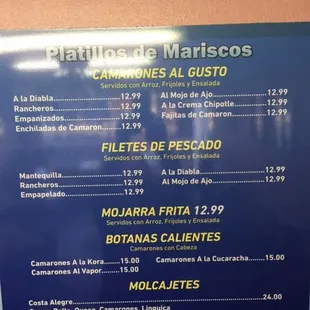 Platillos de Mariscos
CAMARONES AL GUSTO
Servidos con Arroz, Frijoles y Ensalada
A la Diabla......................12.99
Rancheros......................12.99
Empanizados.................12.99
Enchiladas de Camaron...12.99
Al Mojo de Ajo..................12.99
A la Crema Chipotle..........12.99
Fajitas de Camaron..........12.99
FILETES DE PESCADO
Servidos con Arroz, Frijoles y Ensalada
Mantequilla....................12.99
Rancheros.....................12.99
Empapelado..................12.99
A la Diabla......................12.99
Al Mojo de Ajo.................12.99
MOJARRA FRITA 12.99
Servidos con Arroz, Frijoles y Ensalada
BOTANAS CALIENTES
Camarones con Cabeza
Camarones A la Kora.....15.00
Camarones Al Vapor.....15.00
Camarones A la Cucaracha.....15.00
MOLCAJETES
Costa Alegre..................................................24.00
Queso, Camarones, Linguica